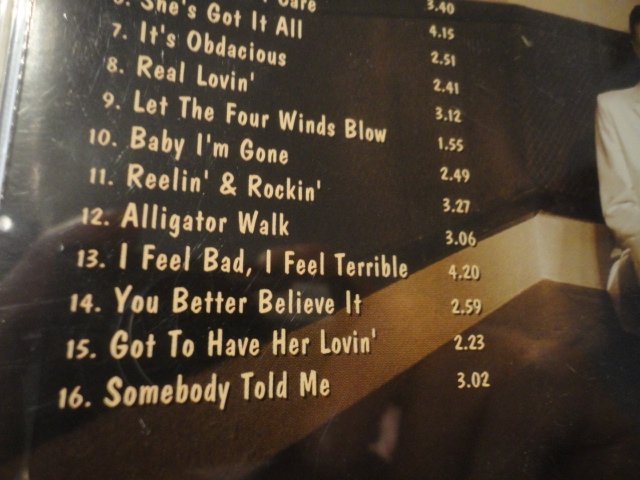 3.40
Care 4.15
6. She's Got It All 2.51
7. It's Obdacious 2.41
8. Real Lovin' 3.12
9. Let The Four Winds Blow 1.55
10. Baby I'm Gone 2.49
11. Reelin' & Rockin' 3.27
12. Alligator Walk 3.06
13. I Feel Bad, I Feel Terrible 4.20
14. You Better Believe It 2.59
15. Got To Have Her Lovin' 2.23
16. Somebody Told Me 3.02